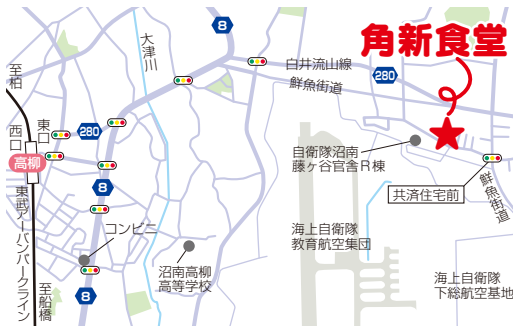 角新食堂
8
大津川
白井流山線
280
鮮魚街道
至柏
東口
西口
280
高柳
8
自衛隊沼南
藤ヶ谷官舎R棟
共済住宅前
鮮魚街道
東武アーバンパークライン
コンビニ
海上自衛隊
教育航空集団
沼南高柳
高等学校
海上自衛隊
下総航空基地
至船橋
8